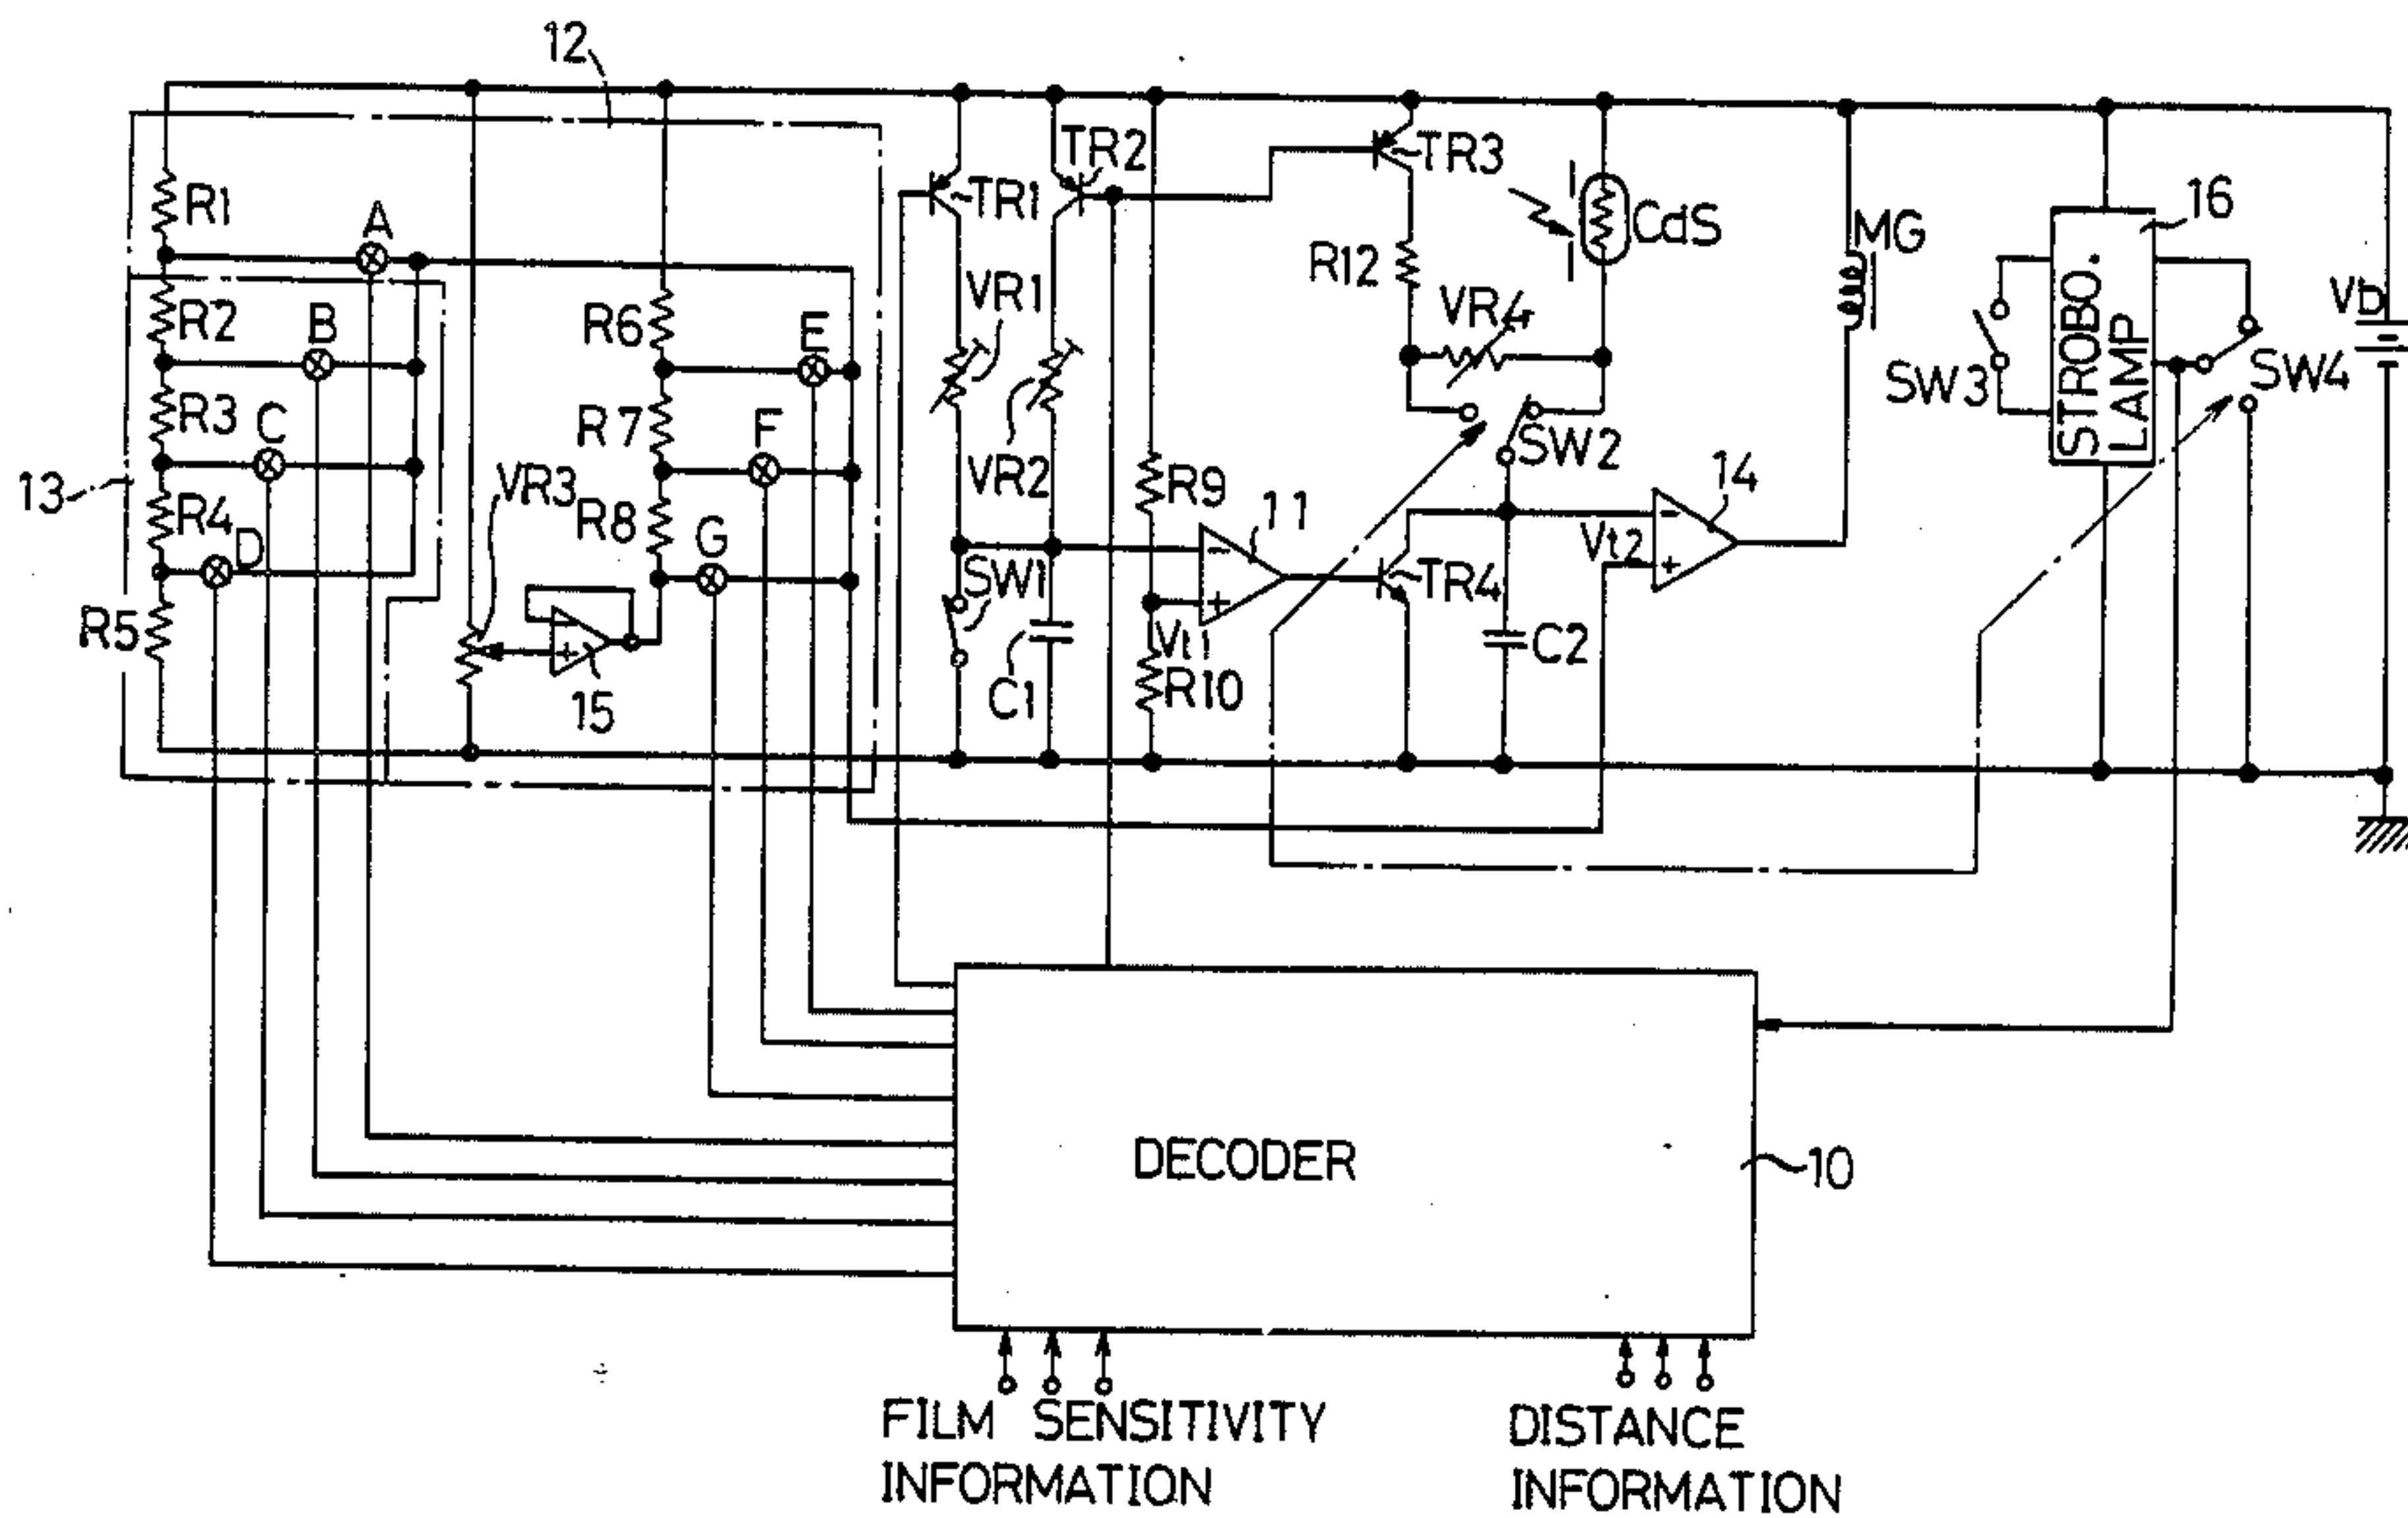 12
R1
A
TR1
TR2
TR3
CdS
MG
16
R2
B
R6
E
VR1
R12
VR4
STROBO.
LAMP
SW3
SW4
VB
R3
C
R7
F
VR2
R9
SW2
13
R4
VR3
R8
G
11
14
D
SW1
Vt2
TR4
R5
15
C1
Vt1
R10
C2
DECODER
10
FILM SENSITIVITY
INFORMATION
DISTANCE
INFORMATION